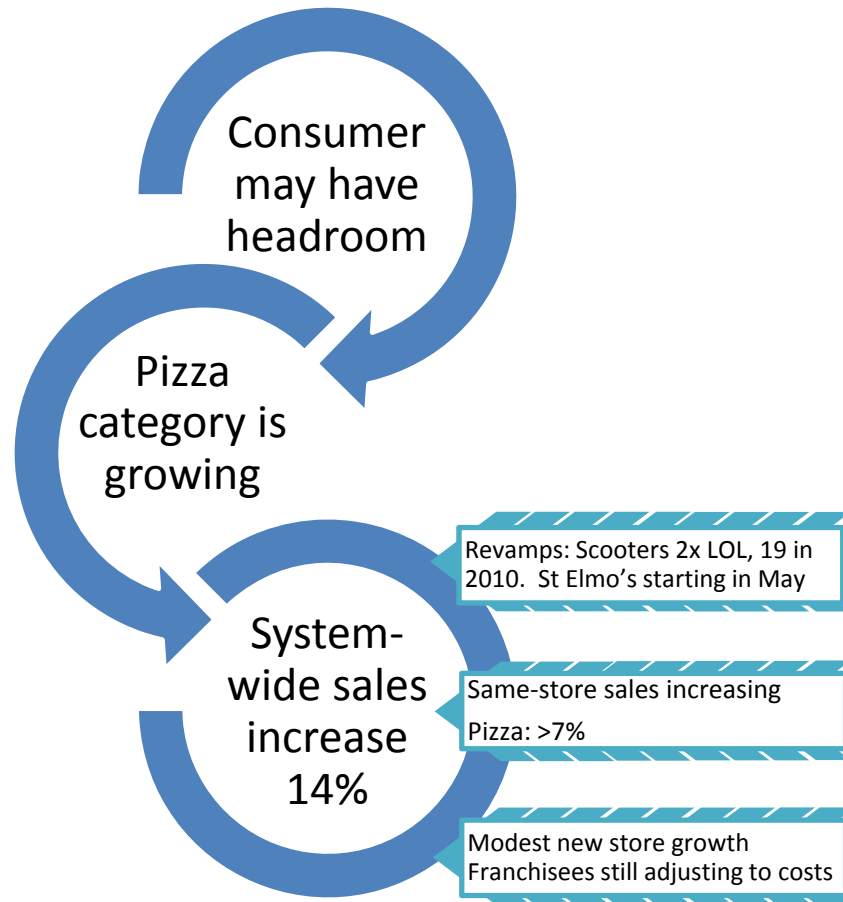 Consumer
may have
headroom
Pizza
category is
growing
System-
wide sales
increase
14%
Revamps: Scooters 2x LOL, 19 in
2010.  St Elmo’s starting in May
Same-store sales increasing
Pizza: >7%
Modest new store growth
Franchisees still adjusting to costs